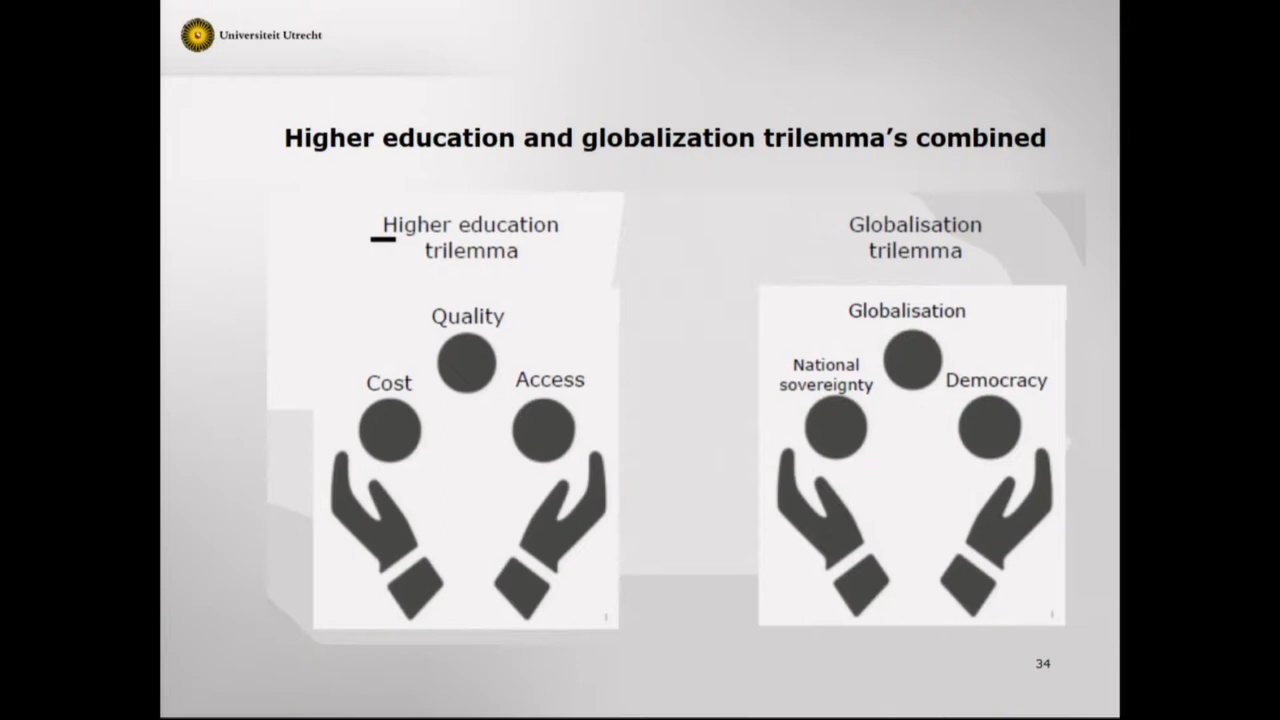 Universiteit Utrecht
Higher education and globalization trilemma’s combined
Higher education
trilemma
Quality
Cost
Access
Globalisation
trilemma
Globalisation
National
sovereignty
Democracy
34